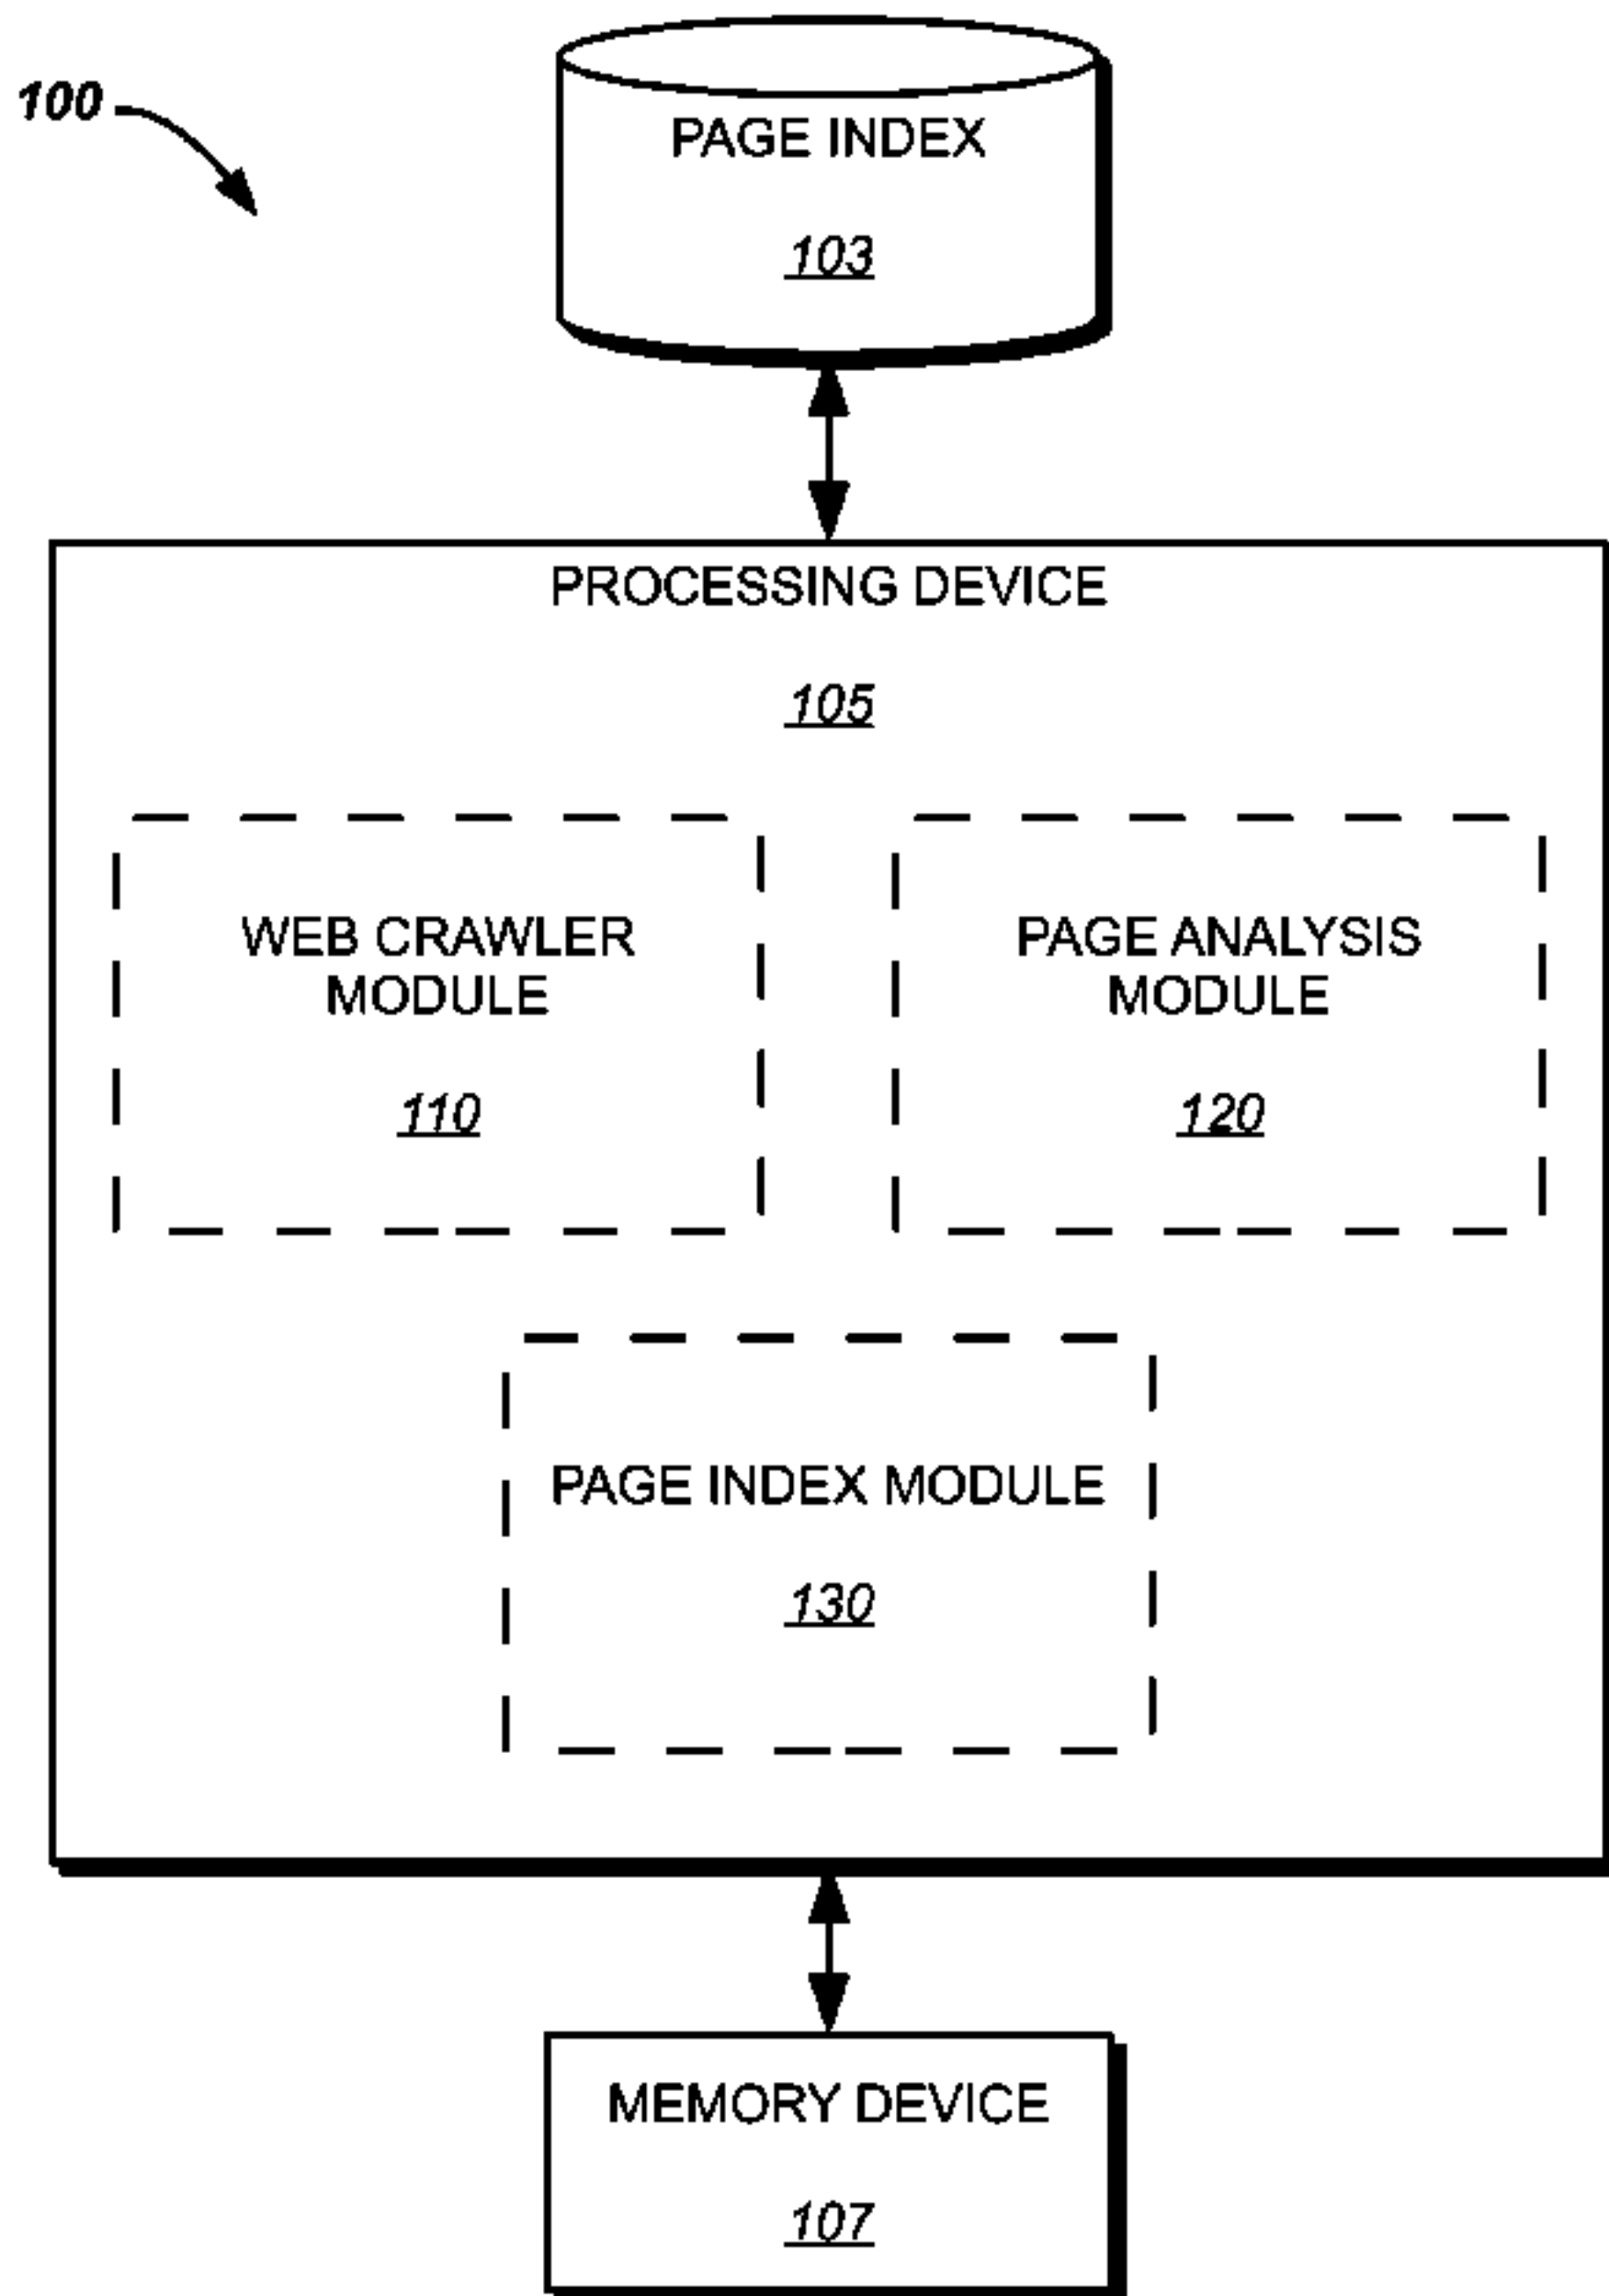 100
PAGE INDEX
103
PROCESSING DEVICE
105
WEB CRAWLER
MODULE
110
PAGE ANALYSIS
MODULE
120
PAGE INDEX MODULE
130
MEMORY DEVICE
107